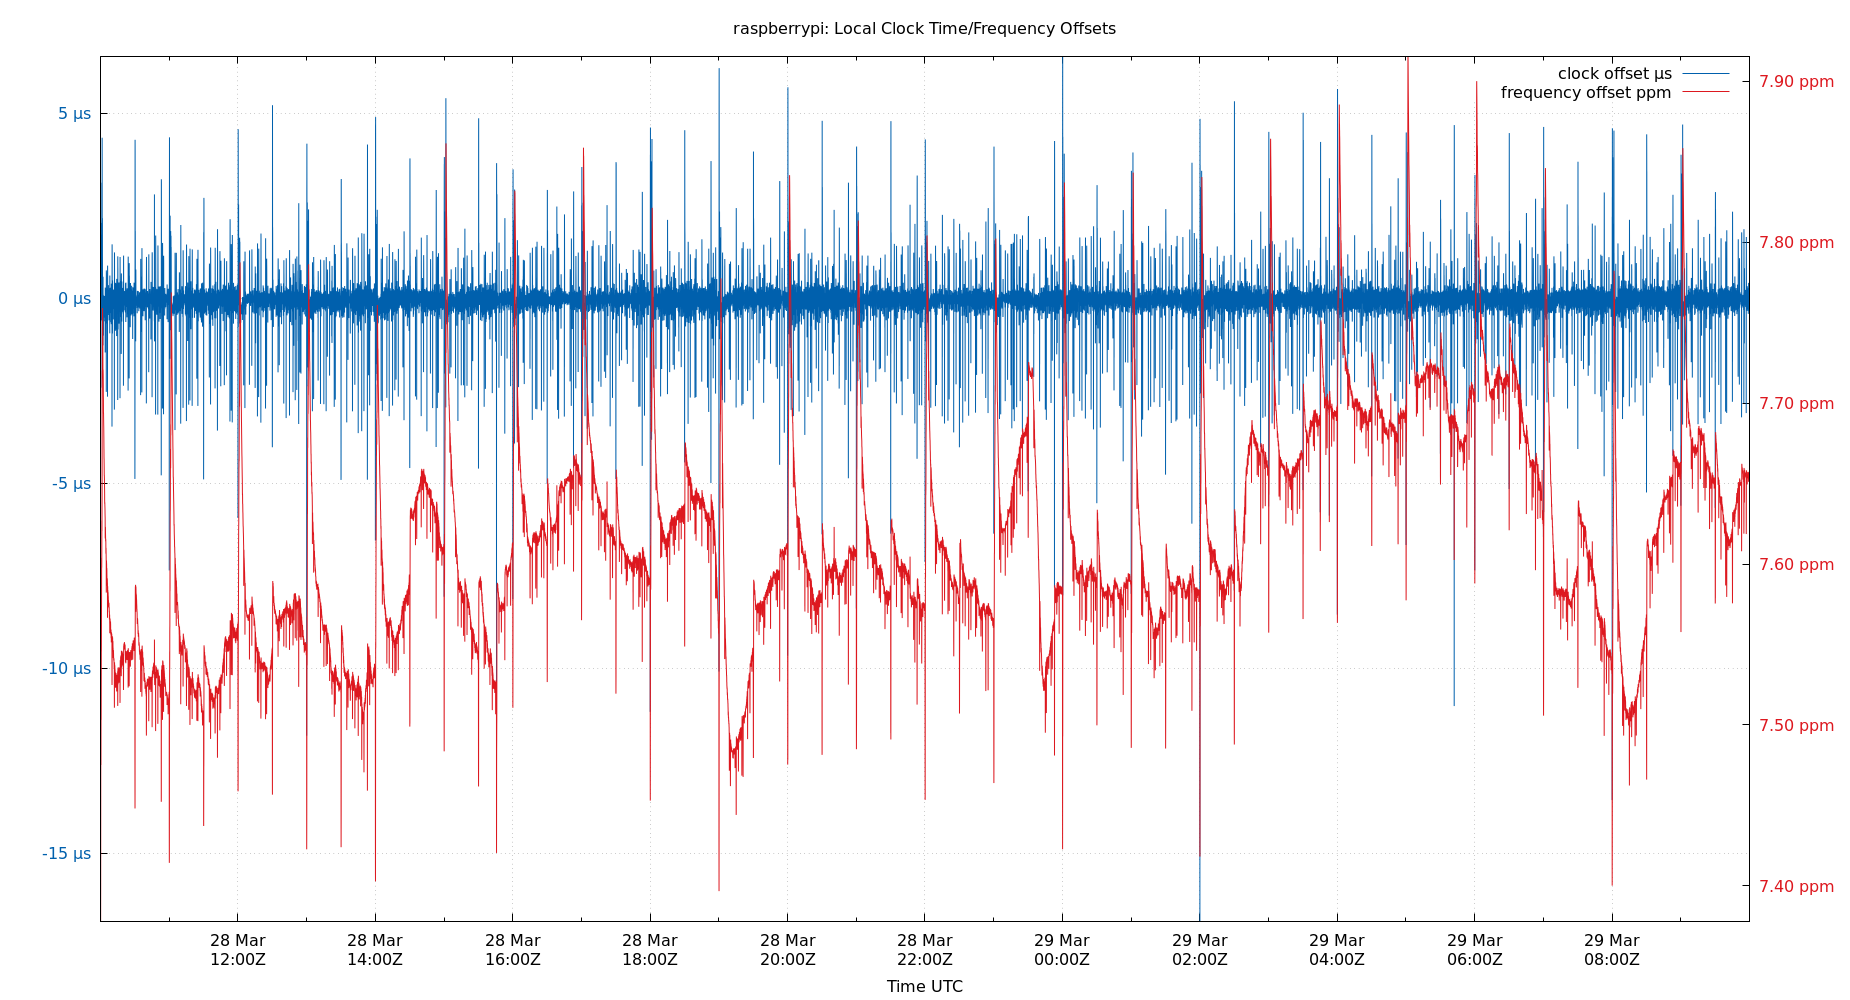 raspberrypi: Local Clock Time/Frequency Offsets
clock offset µs
frequency offset ppm
5 µs
0 µs
-5 µs
-10 µs
-15 µs
7.90 ppm
7.80 ppm
7.70 ppm
7.60 ppm
7.50 ppm
7.40 ppm
28 Mar 28 Mar 28 Mar 28 Mar 28 Mar 28 Mar 29 Mar 29 Mar 29 Mar 29 Mar 29 Mar
12:00Z 14:00Z 16:00Z 18:00Z 20:00Z 22:00Z 00:00Z 02:00Z 04:00Z 06:00Z 08:00Z
Time UTC